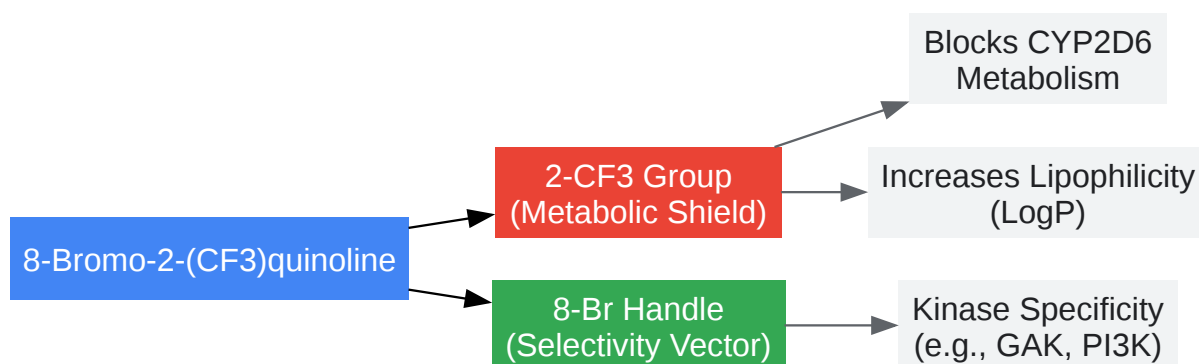 8-Bromo-2-(CF3)quinoline
2-CF3 Group
(Metabolic Shield)
8-Br Handle
(Selectivity Vector)
Blocks CYP2D6
Metabolism
Increases Lipophilicity
(LogP)
Kinase Specificity
(e.g., GAK, PI3K)